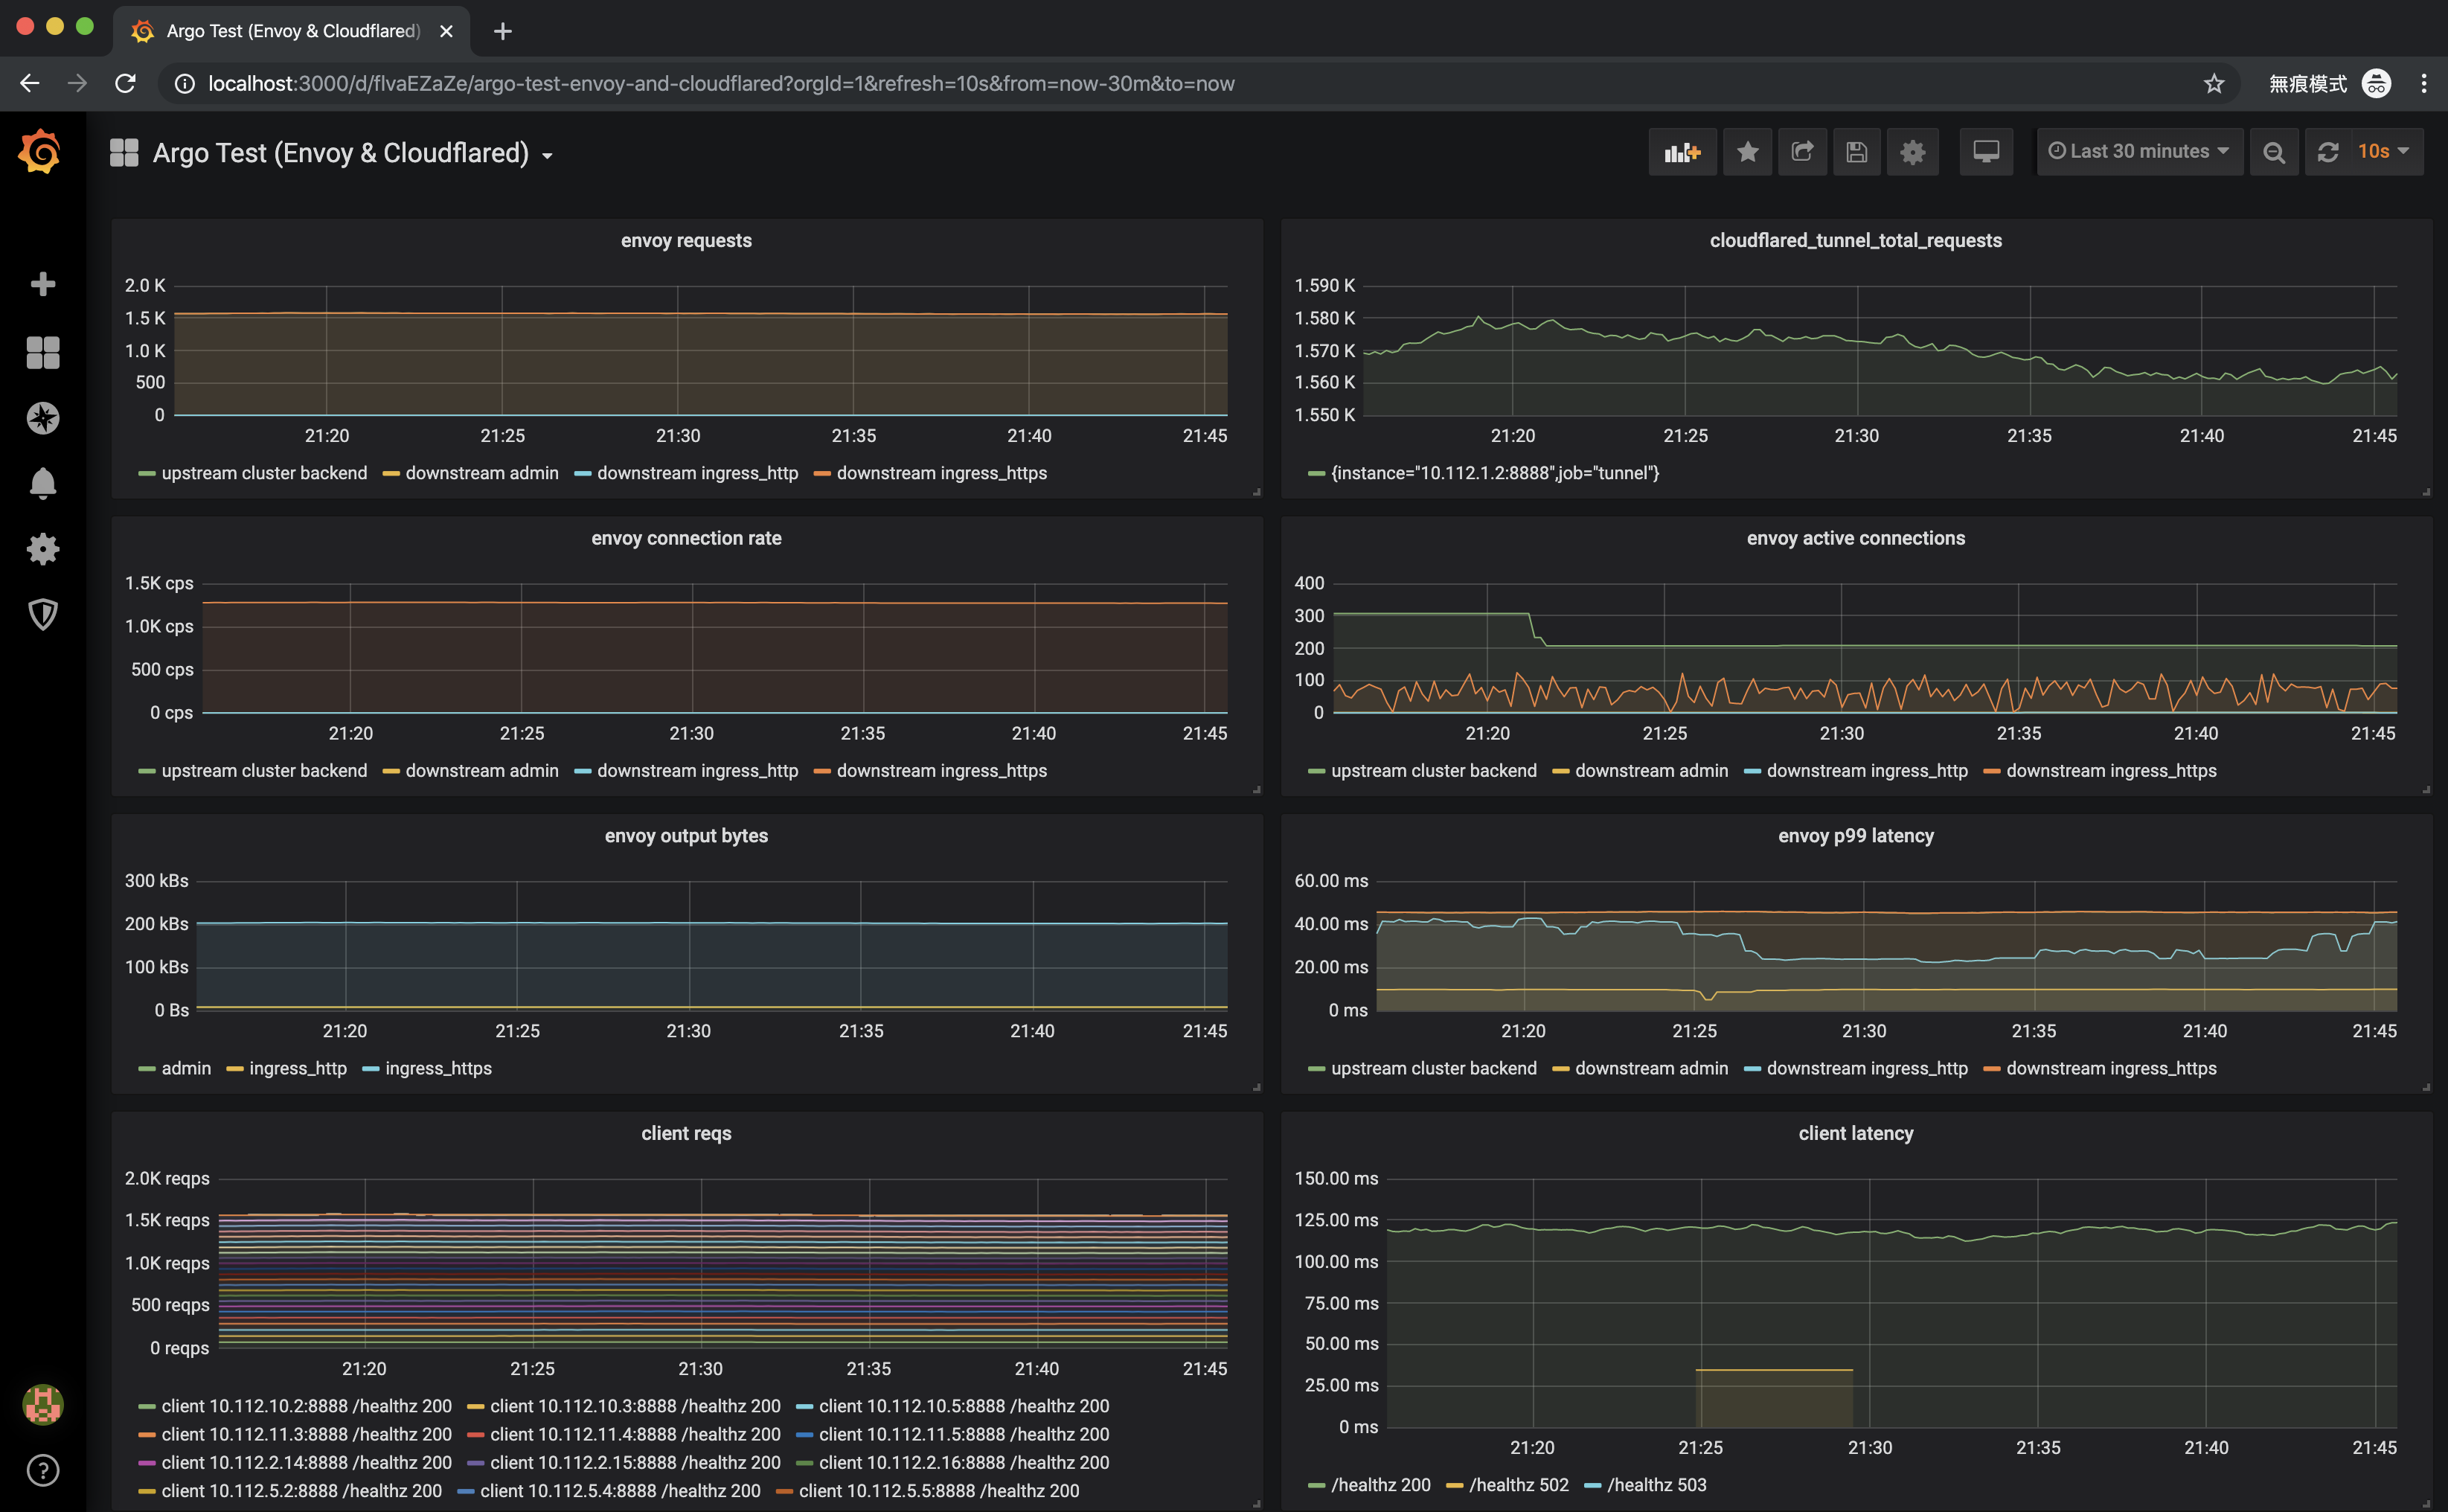 Argo Test (Envoy & Cloudflared)
localhost:3000/d/flvaEZaZe/argo-test-envoy-and-cloudflared?orgId=1&refresh=10s&from=now-30m&to=now
無痕模式
Argo Test (Envoy & Cloudflared)
Last 30 minutes
10s
envoy requests
2.0 K
1.5 K
1.0 K
500
0
21:20 21:25 21:30 21:35 21:40 21:45
upstream cluster backend downstream admin downstream ingress_http downstream ingress_https
cloudflared_tunnel_total_requests
1.590 K
1.580 K
1.570 K
1.560 K
1.550 K
21:20 21:25 21:30 21:35 21:40 21:45
{instance="10.112.1.2:8888",job="tunnel"}
envoy connection rate
1.5K cps
1.0K cps
500 cps
0 cps
21:20 21:25 21:30 21:35 21:40 21:45
upstream cluster backend downstream admin downstream ingress_http downstream ingress_https
envoy active connections
400
300
200
100
0
21:20 21:25 21:30 21:35 21:40 21:45
upstream cluster backend downstream admin downstream ingress_http downstream ingress_https
envoy output bytes
300 kBs
200 kBs
100 kBs
0 Bs
21:20 21:25 21:30 21:35 21:40 21:45
admin ingress_http ingress_https
envoy p99 latency
60.00 ms
40.00 ms
20.00 ms
0 ms
21:20 21:25 21:30 21:35 21:40 21:45
upstream cluster backend downstream admin downstream ingress_http downstream ingress_https
client reqs
2.0K reqps
1.5K reqps
1.0K reqps
500 reqps
0 reqps
21:20 21:25 21:30 21:35 21:40 21:45
client 10.112.10.2:8888 /healthz 200 client 10.112.10.3:8888 /healthz 200 client 10.112.10.5:8888 /healthz 200
client 10.112.11.3:8888 /healthz 200 client 10.112.11.4:8888 /healthz 200 client 10.112.11.5:8888 /healthz 200
client 10.112.2.14:8888 /healthz 200 client 10.112.2.15:8888 /healthz 200 client 10.112.2.16:8888 /healthz 200
client 10.112.5.2:8888 /healthz 200 client 10.112.5.4:8888 /healthz 200 client 10.112.5.5:8888 /healthz 200
client latency
150.00 ms
125.00 ms
100.00 ms
75.00 ms
50.00 ms
25.00 ms
0 ms
21:20 21:25 21:30 21:35 21:40 21:45
/healthz 200 /healthz 502 /healthz 503